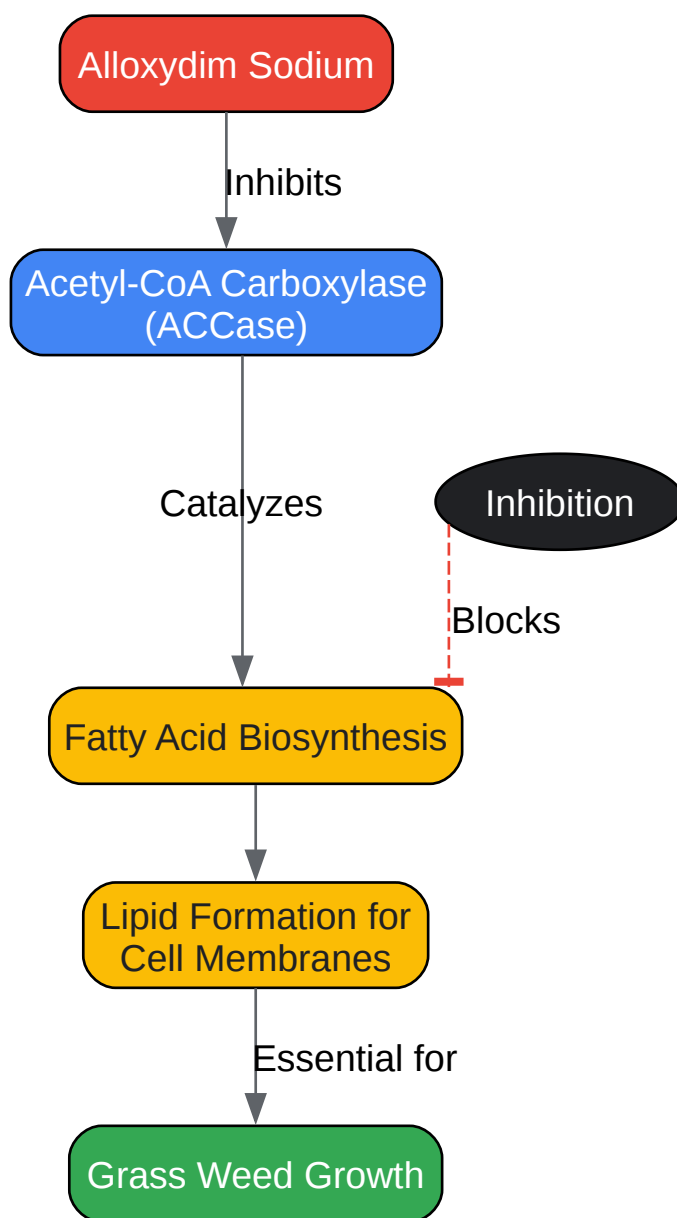 Alloxydim Sodium
Inhibits
Acetyl-CoA Carboxylase
(ACCase)
Catalyzes
Inhibition
Blocks
Fatty Acid Biosynthesis
Lipid Formation for
Cell Membranes
Essential for
Grass Weed Growth